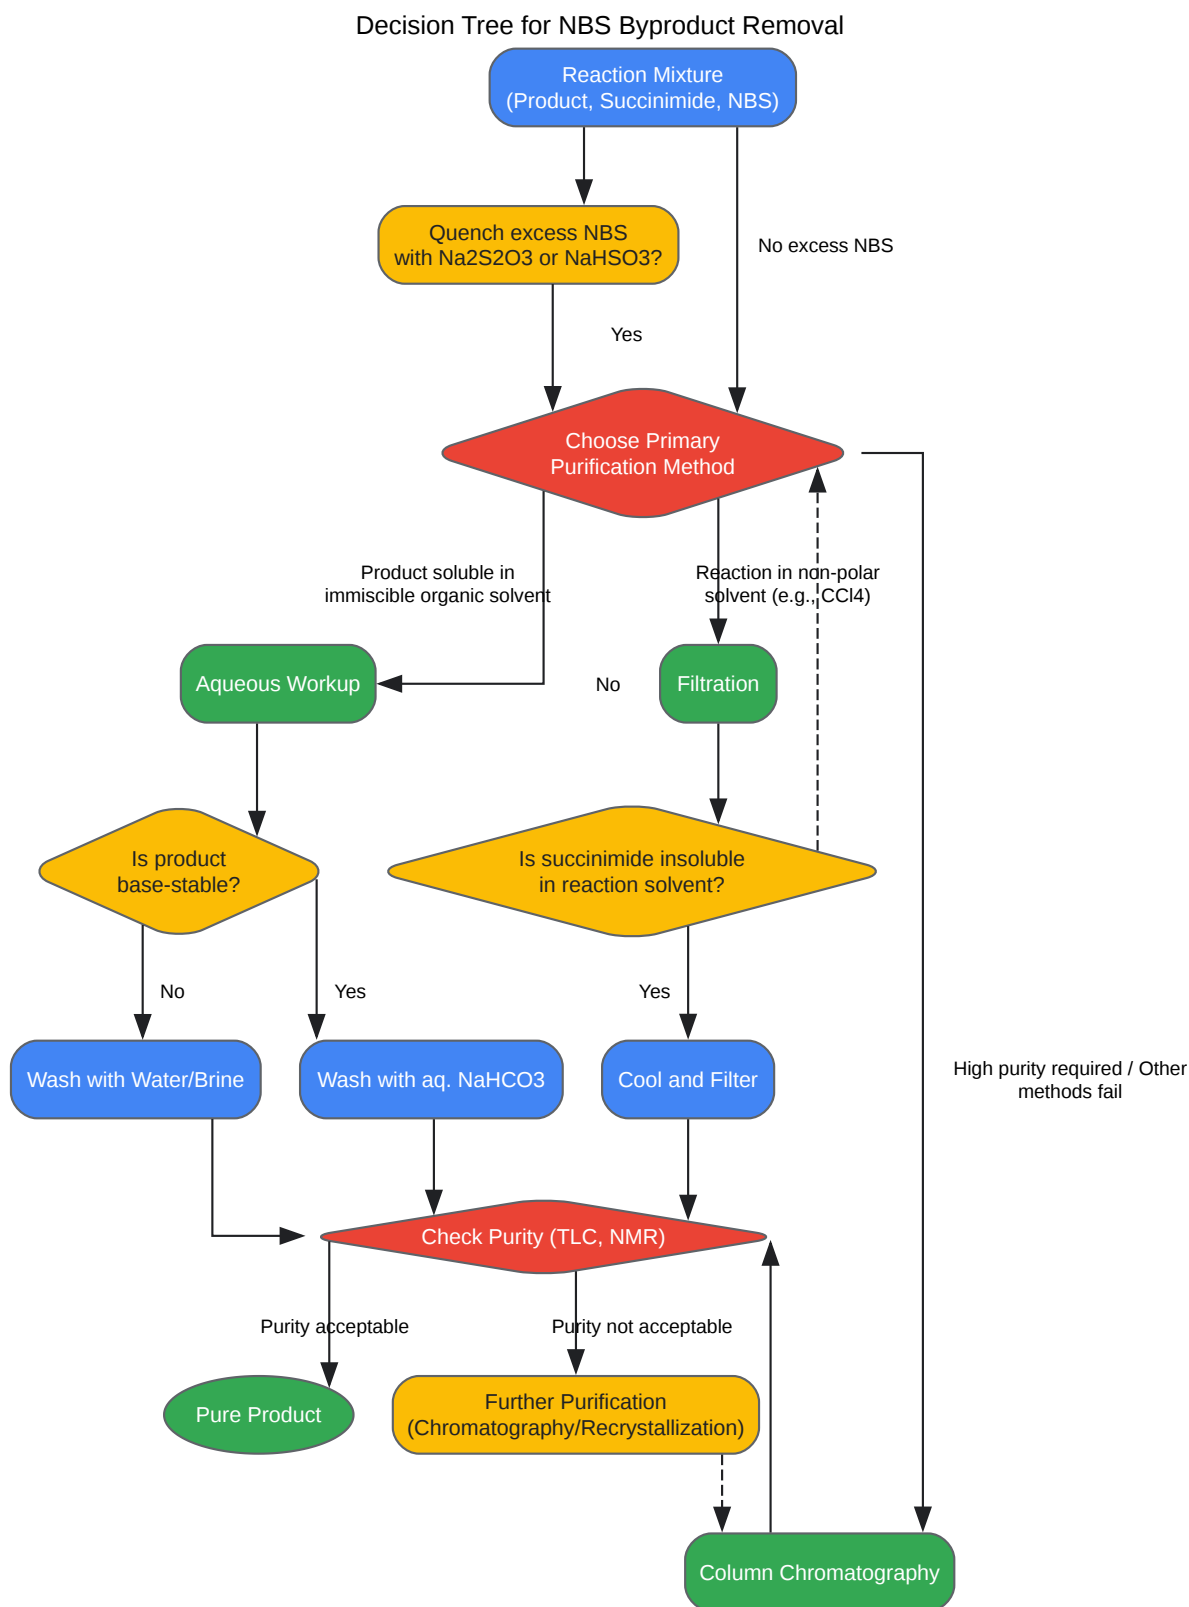 Decision Tree for NBS Byproduct Removal
Reaction Mixture
(Product, Succinimide, NBS)
Quench excess NBS
with Na2S2O3 or NaHSO3?
No excess NBS
Yes
Choose Primary
Purification Method
Product soluble in
immiscible organic solvent
Reaction in non-polar
solvent (e.g., CCl4)
Aqueous Workup
No
Filtration
Is product
base-stable?
Is succinimide insoluble
in reaction solvent?
No
Yes
Yes
Wash with Water/Brine
Wash with aq. NaHCO3
Cool and Filter
High purity required / Other
methods fail
Check Purity (TLC, NMR)
Purity acceptable
Purity not acceptable
Pure Product
Further Purification
(Chromatography/Recrystallization)
Column Chromatography